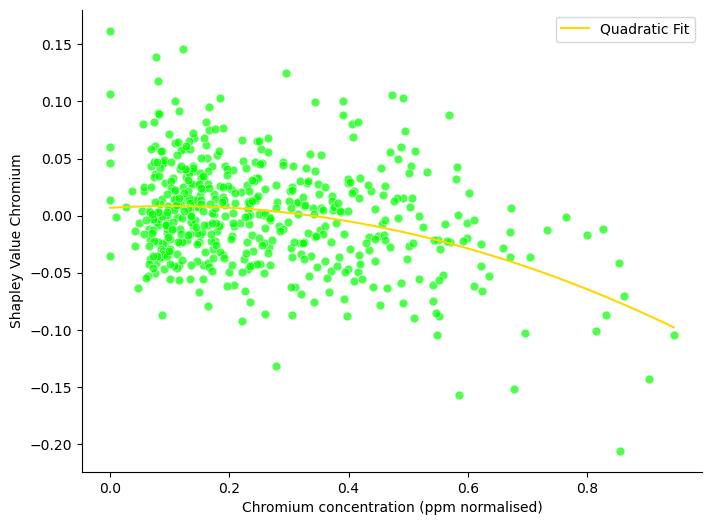 Quadratic Fit
0.15
0.10
0.05
0.00
−0.05
−0.10
−0.15
−0.20
Shapley Value Chromium
0.0 0.2 0.4 0.6 0.8
Chromium concentration (ppm normalised)